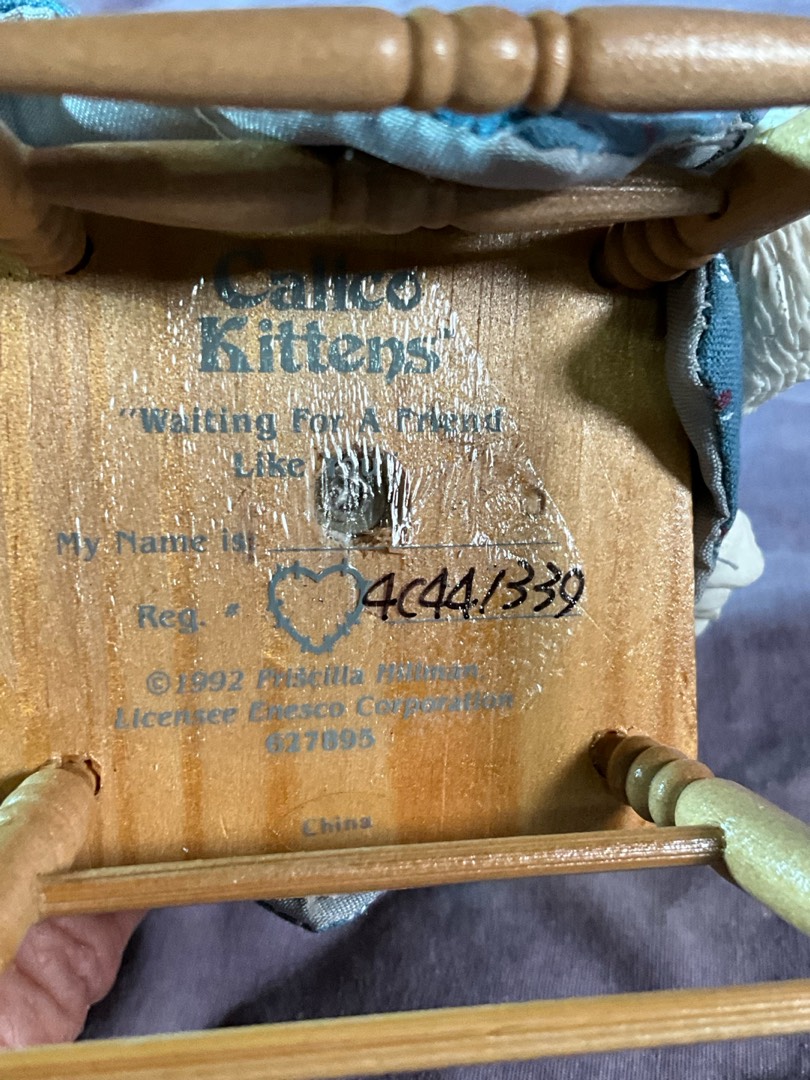 Calico
Kittens"
"Waiting For A Friend
Like
My Name is:
Reg. # 4C44.1339
©1992 Priscilla Hillman
Licensee Enesco Corporation
627895
China